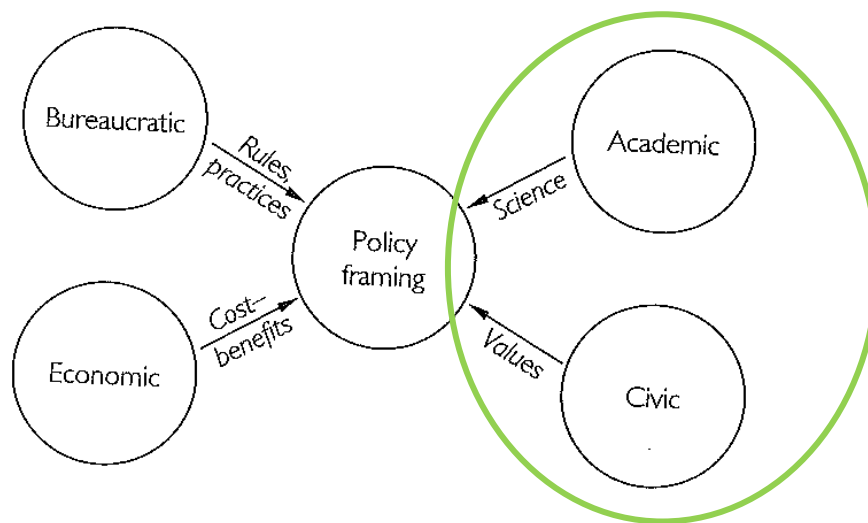 Bureaucratic
Rules,
practices
Academic
Science
Policy
framing
Cost–
benefits
Economic
Values
Civic